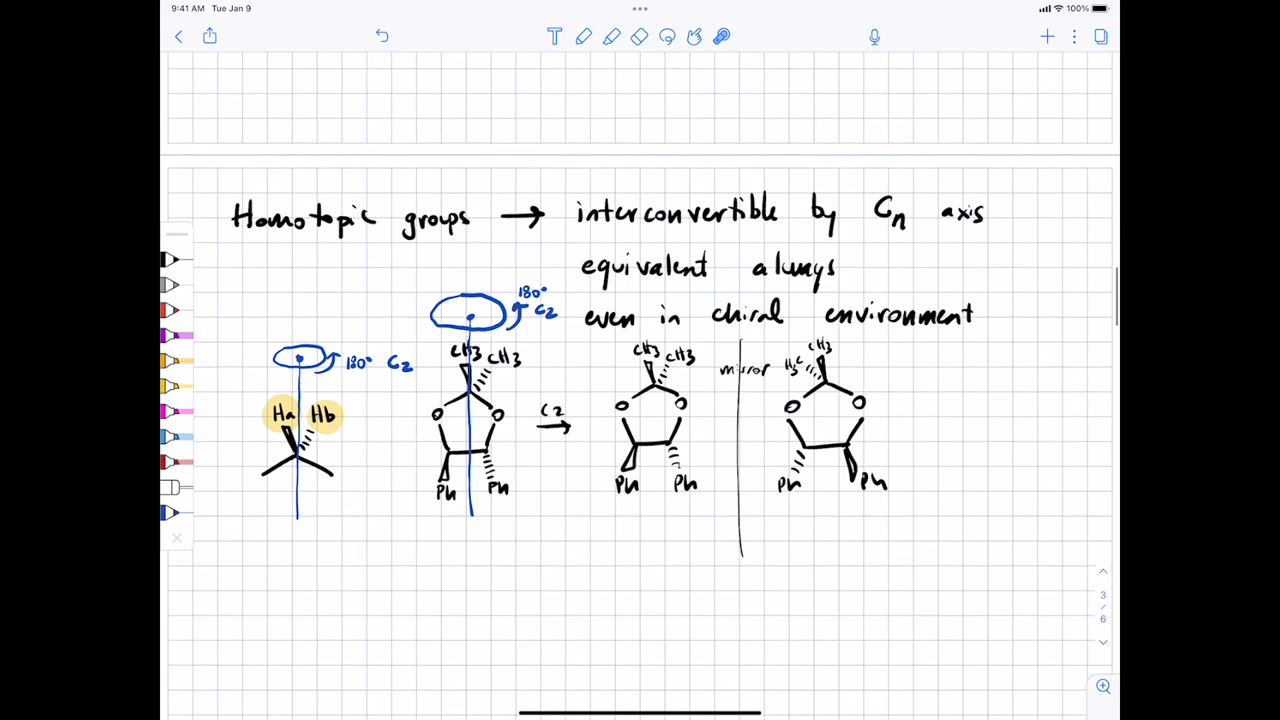 9:41 AM Tue Jan 9
100%
Homotopic groups → interconvertible by Cn axis
equivalent always
even in chiral environment
180° C2
180° C2
Ha Hb
CH3 CH3
O O
Ph Ph
C2
CH3 CH3
O O
Ph Ph
mirror
H3C CH3
O O
Ph Ph
3
/
6